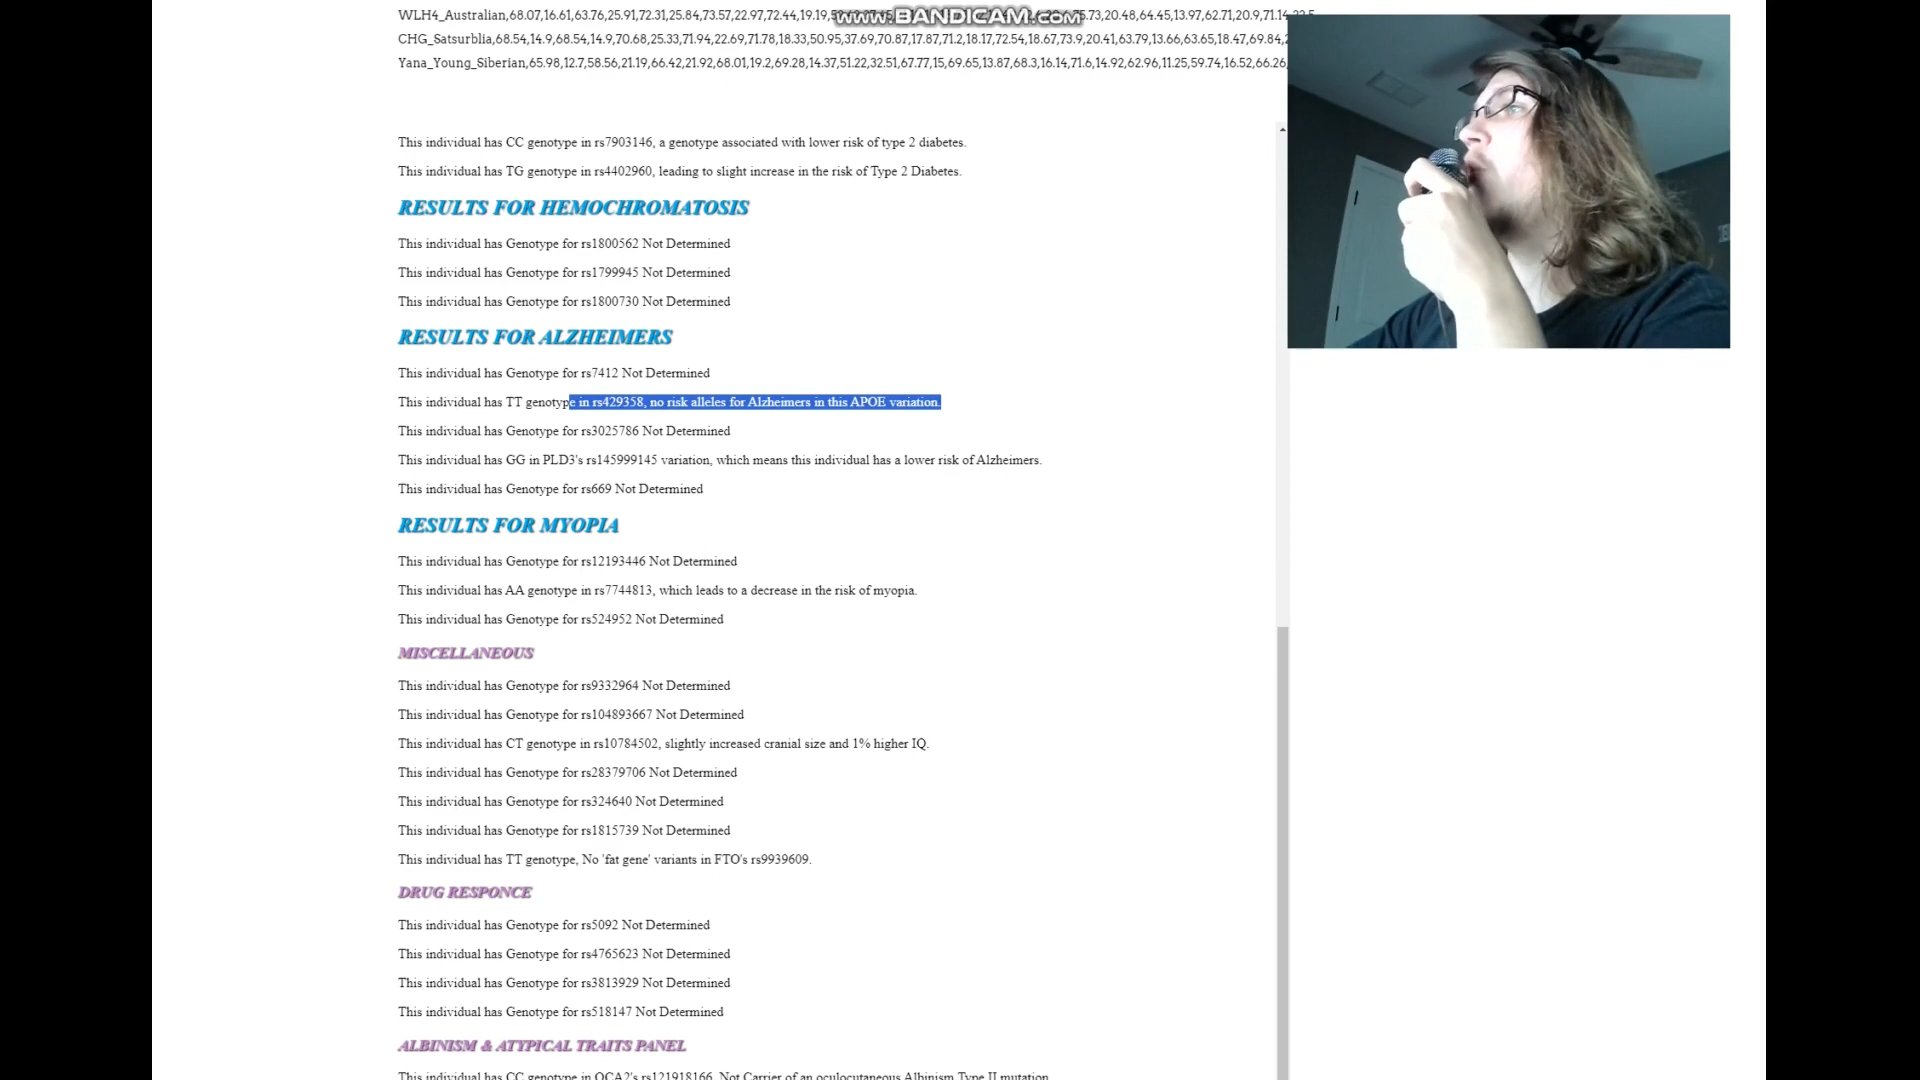 WLH4_Australian,68.07,16.61,63.76,25.91,72.31,25.84,73.57,22.97,72.44,19.19
www.BANDICAM.com
75.73,20.48,64.45,13.97,62.71,20.9,71.14
CHG_Satsurblia,68.54,14.9,68.54,14.9,70.68,25.33,71.94,22.69,71.78,18.33,50.95,37.69,70.87,17.87,71.2,18.17,72.54,18.67,73.9,20.41,63.79,13.66,63.65,18.47,69.84,2
Yana_Young_Siberian,65.98,12.7,58.56,21.19,66.42,21.92,68.01,19.2,69.28,14.37,51.22,32.51,67.77,15,69.65,13.87,68.3,16.14,71.6,14.92,62.96,11.25,59.74,16.52,66.26,
This individual has CC genotype in rs7903146, a genotype associated with lower risk of type 2 diabetes.
This individual has TG genotype in rs4402960, leading to slight increase in the risk of Type 2 Diabetes.
RESULTS FOR HEMOCHROMATOSIS
This individual has Genotype for rs1800562 Not Determined
This individual has Genotype for rs1799945 Not Determined
This individual has Genotype for rs1800730 Not Determined
RESULTS FOR ALZHEIMERS
This individual has Genotype for rs7412 Not Determined
This individual has TT genotype in rs429358, no risk alleles for Alzheimers in this APOE variation.
This individual has Genotype for rs3025786 Not Determined
This individual has GG in PLD3's rs145999145 variation, which means this individual has a lower risk of Alzheimers.
This individual has Genotype for rs669 Not Determined
RESULTS FOR MYOPIA
This individual has Genotype for rs12193446 Not Determined
This individual has AA genotype in rs7744813, which leads to a decrease in the risk of myopia.
This individual has Genotype for rs524952 Not Determined
MISCELLANEOUS
This individual has Genotype for rs9332964 Not Determined
This individual has Genotype for rs104893667 Not Determined
This individual has CT genotype in rs10784502, slightly increased cranial size and 1% higher IQ.
This individual has Genotype for rs28379706 Not Determined
This individual has Genotype for rs324640 Not Determined
This individual has Genotype for rs1815739 Not Determined
This individual has TT genotype, No 'fat gene' variants in FTO's rs9939609.
DRUG RESPONCE
This individual has Genotype for rs5092 Not Determined
This individual has Genotype for rs4765623 Not Determined
This individual has Genotype for rs3813929 Not Determined
This individual has Genotype for rs518147 Not Determined
ALBINISM & ATYPICAL TRAITS PANEL
This individual has CC genotype in OCA2's rs121918166, Not Carrier of an oculocutaneous Albinism Type II mutation